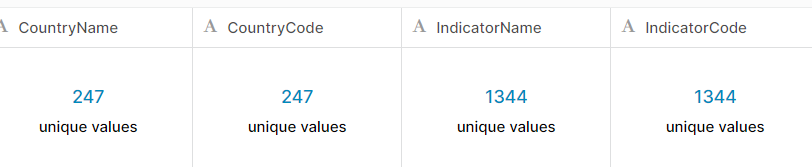 A CountryName A CountryCode A IndicatorName A IndicatorCode
247 247 1344 1344
unique values unique values unique values unique values